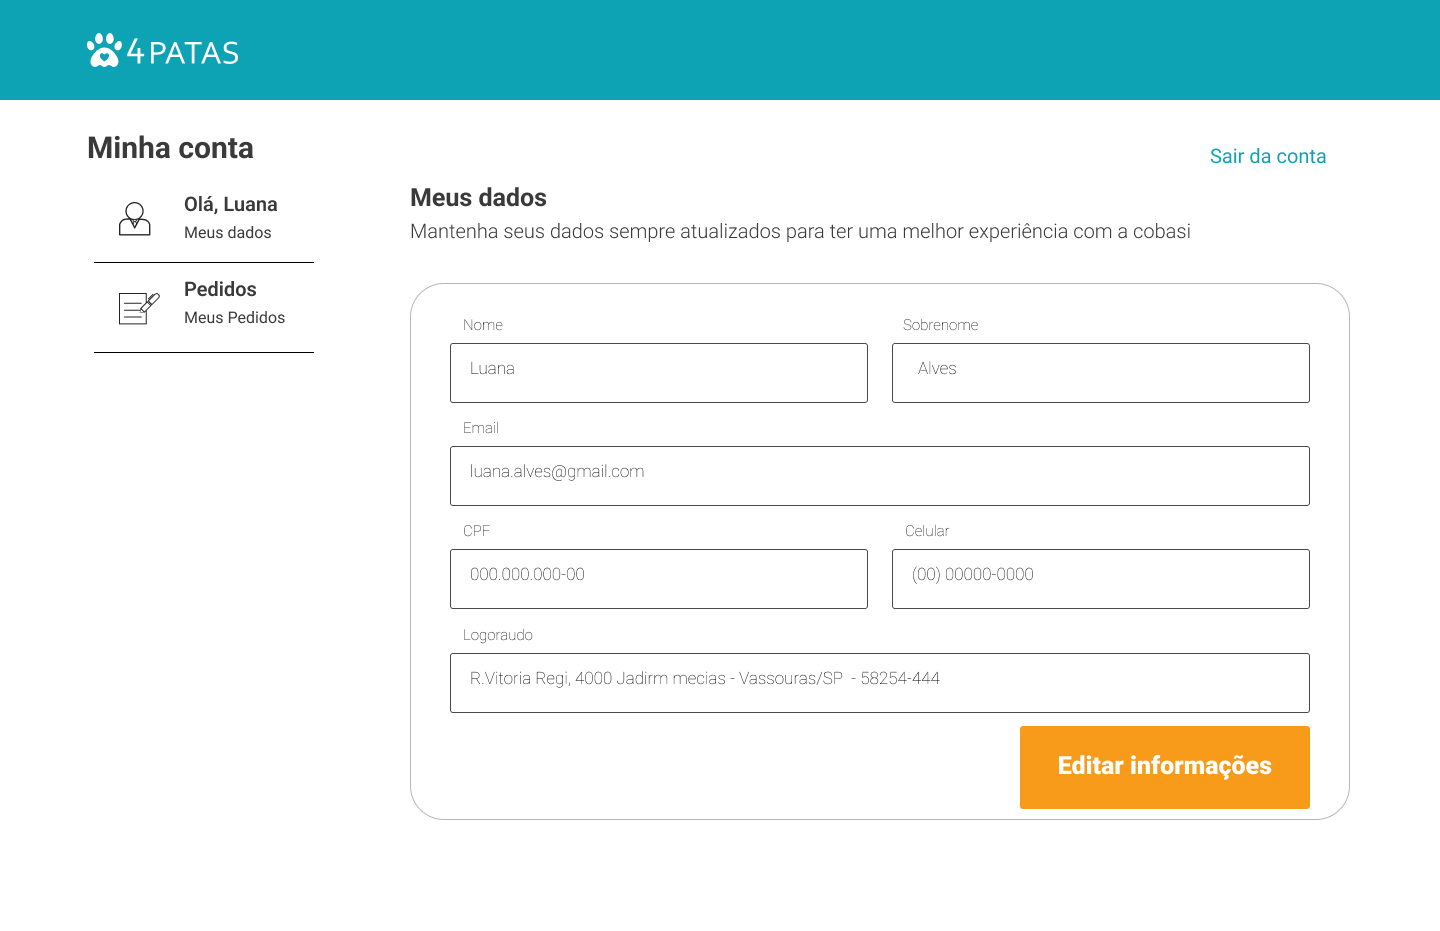 4 PATAS
Minha conta
Sair da conta
Olá, Luana
Meus dados
Pedidos
Meus Pedidos
Meus dados
Mantenha seus dados sempre atualizados para ter uma melhor experiência com a cobasi
Nome
Sobrenome
Luana
Alves
Email
luana.alves@gmail.com
CPF
Celular
000.000.000-00
(00) 00000-0000
Logoraudo
R.Vitoria Regi, 4000 Jadirm mecias - Vassouras/SP - 58254-444
Editar informações